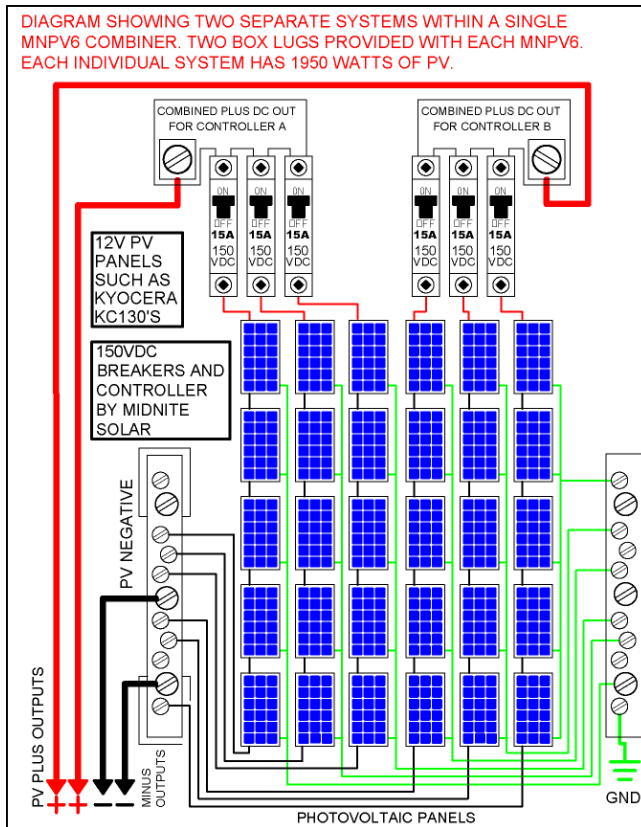 DIAGRAM SHOWING TWO SEPARATE SYSTEMS WITHIN A SINGLE
MNPV6 COMBINER. TWO BOX LUGS PROVIDED WITH EACH MNPV6.
EACH INDIVIDUAL SYSTEM HAS 1950 WATTS OF PV.
COMBINED PLUS DC OUT
FOR CONTROLLER A
COMBINED PLUS DC OUT
FOR CONTROLLER B
ON
OFF
15A
150
VDC
ON
OFF
15A
150
VDC
ON
OFF
15A
150
VDC
ON
OFF
15A
150
VDC
ON
OFF
15A
150
VDC
ON
OFF
15A
150
VDC
12V PV
PANELS
SUCH AS
KYOCERA
KC130'S
150VDC
BREAKERS AND
CONTROLLER
BY MIDNITE
SOLAR
PV NEGATIVE
PV PLUS OUTPUTS
+ +
– –
MINUS
OUTPUTS
PHOTOVOLTAIC PANELS
GND